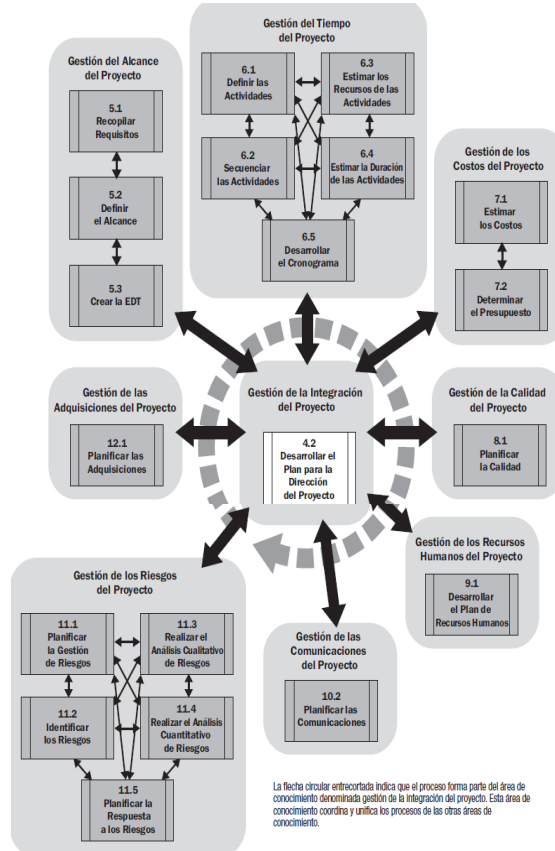 Gestión del Alcance
del Proyecto
5.1
Recopilar
Requisitos
5.2
Definir
el Alcance
5.3
Crear la EDT
Gestión del Tiempo
del Proyecto
6.1
Definir las
Actividades
6.3
Estimar los
Recursos de las
Actividades
6.2
Secuenciar
las Actividades
6.4
Estimar la Duración
de las Actividades
6.5
Desarrollar
el Cronograma
Gestión de los
Costos del Proyecto
7.1
Estimar
los Costos
7.2
Determinar
el Presupuesto
Gestión de las
Adquisiciones del Proyecto
12.1
Planificar las
Adquisiciones
Gestión de la Integración
del Proyecto
4.2
Desarrollar el
Plan para la
Dirección
del Proyecto
Gestión de la Calidad
del Proyecto
8.1
Planificar
la Calidad
Gestión de los Recursos
Humanos del Proyecto
9.1
Desarrollar
el Plan de
Recursos Humanos
Gestión de los Riesgos
del Proyecto
11.1
Planificar
la Gestión
de Riesgos
11.3
Realizar el
Análisis Cualitativo
de Riesgos
11.2
Identificar
los Riesgos
11.4
Realizar el Análisis
Cuantitativo
de Riesgos
11.5
Planificar la
Respuesta
a los Riesgos
Gestión de las
Comunicaciones
del Proyecto
10.2
Planificar las
Comunicaciones
La flecha circular entrecortada indica que el proceso forma parte del área de
conocimiento denominada gestión de la integración del proyecto. Esta área de
conocimiento coordina y unifica los procesos de las otras áreas de
conocimiento.